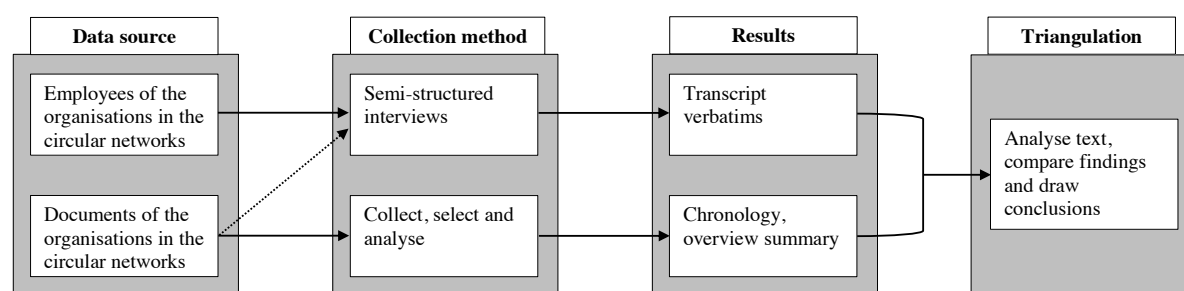 Data source
Collection method
Results
Triangulation
Employees of the
organisations in the
circular networks
Semi-structured
interviews
Transcript
verbatims
Documents of the
organisations in the
circular networks
Collect, select and
analyse
Chronology,
overview summary
Analyse text,
compare findings
and draw
conclusions